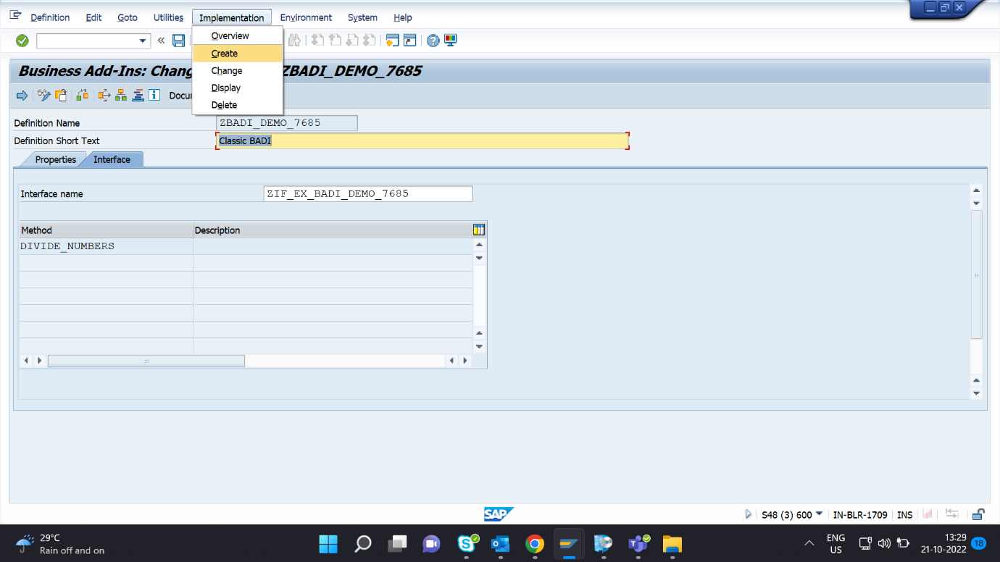 Definition Edit Goto Utilities Implementation Environment System Help
Overview
Create
Change
Display
Delete
Business Add-Ins: Chang ZBADI_DEMO_7685
Docum
Definition Name ZBADI_DEMO_7685
Definition Short Text Classic BADI
Properties Interface
Interface name ZIF_EX_BADI_DEMO_7685
Method Description
DIVIDE_NUMBERS
SAP S48 (3) 600 IN-BLR-1709 INS
29°C
Rain off and on
ENG
US
13:29
21-10-2022
18